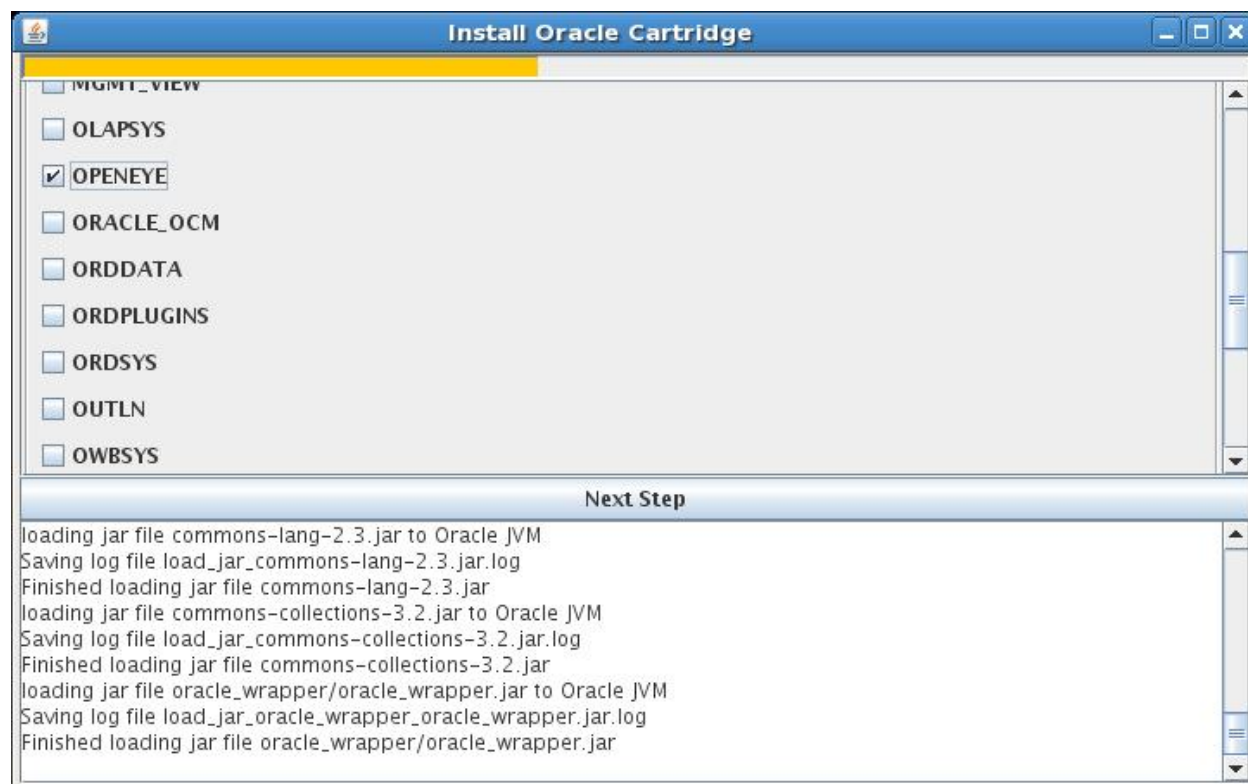 Install Oracle Cartridge
MGMT_VIEW
OLAPSYS
OPENEYE
ORACLE_OCM
ORDDATA
ORDPLUGINS
ORDSYS
OUTLN
OWBSYS
Next Step
loading jar file commons-lang-2.3.jar to Oracle JVM
Saving log file load_jar_commons-lang-2.3.jar.log
Finished loading jar file commons-lang-2.3.jar
loading jar file commons-collections-3.2.jar to Oracle JVM
Saving log file load_jar_commons-collections-3.2.jar.log
Finished loading jar file commons-collections-3.2.jar
loading jar file oracle_wrapper/oracle_wrapper.jar to Oracle JVM
Saving log file load_jar_oracle_wrapper_oracle_wrapper.jar.log
Finished loading jar file oracle_wrapper/oracle_wrapper.jar